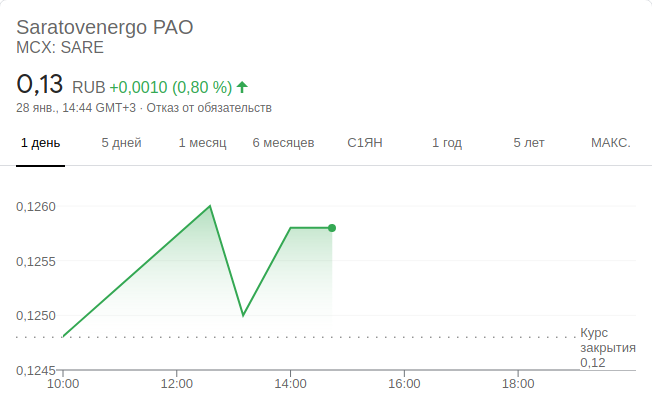 Saratovenergo PAO
MCX: SARE
0,13 RUB +0,0010 (0,80 %)
28 янв., 14:44 GMT+3 · Отказ от обязательств
1 день 5 дней 1 месяц 6 месяцев С1ЯН 1 год 5 лет МАКС.
0,1260
0,1255
0,1250
0,1245
Курс
закрытия
0,12
10:00 12:00 14:00 16:00 18:00